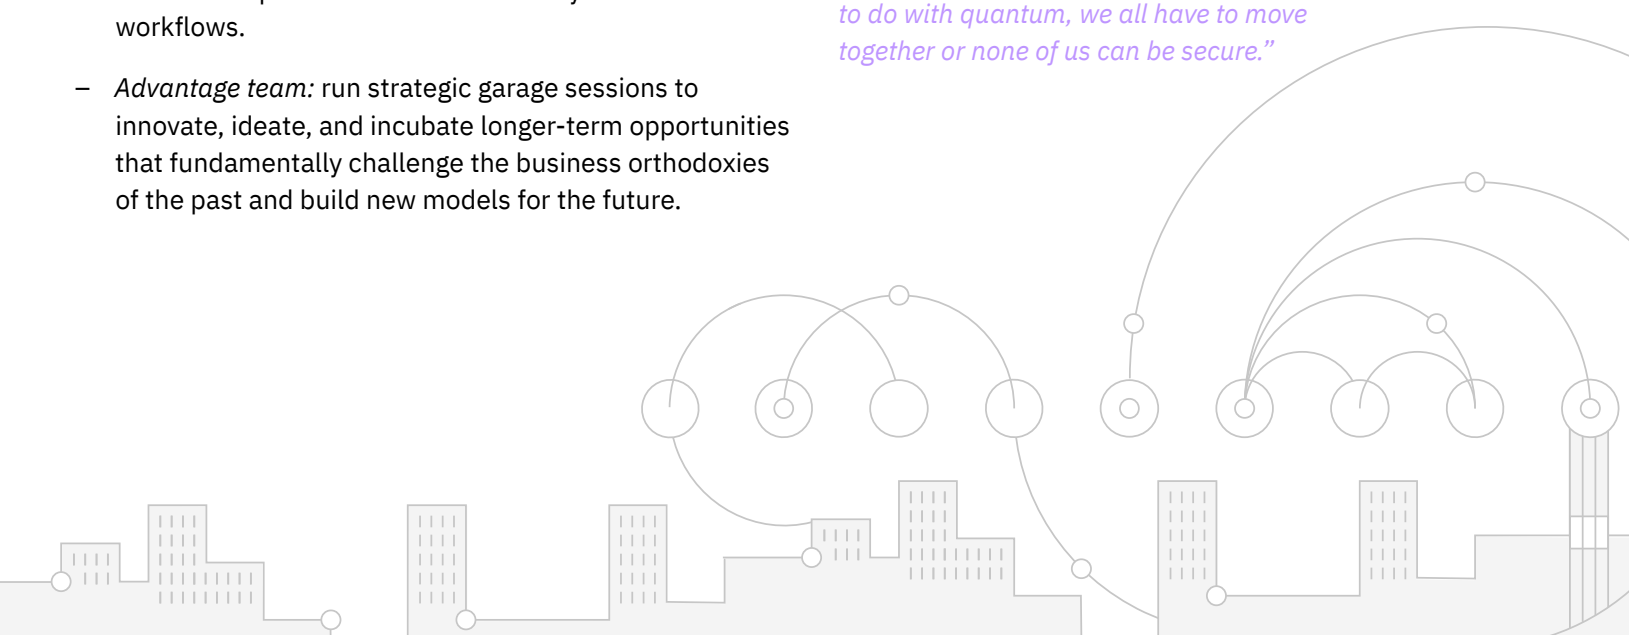 workflows.
– Advantage team: run strategic garage sessions to
innovate, ideate, and incubate longer-term opportunities
that fundamentally challenge the business orthodoxies
of the past and build new models for the future.
to do with quantum, we all have to move
together or none of us can be secure.”